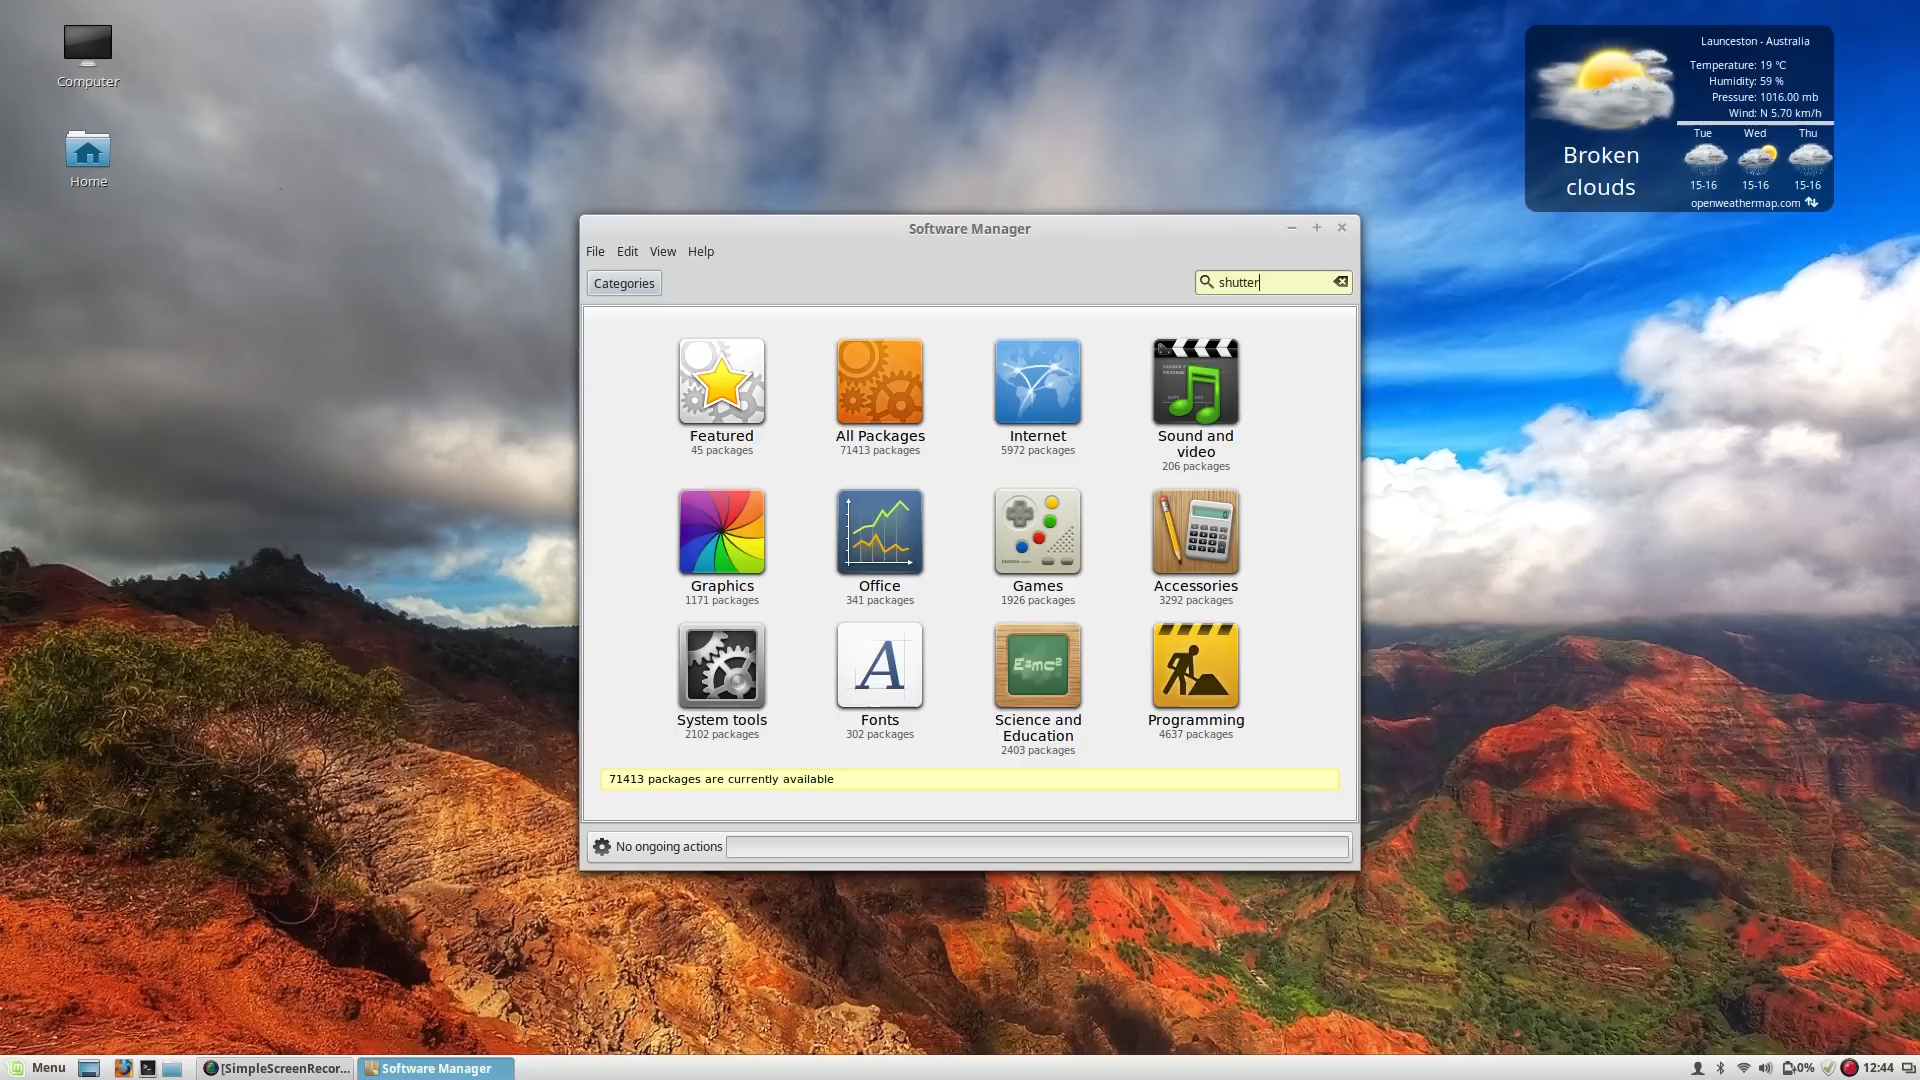 Computer
Home
Launceston - Australia
Temperature: 19 °C
Humidity: 59 %
Pressure: 1016.00 mb
Wind: N 5.70 km/h
Broken
clouds
Tue Wed Thu
15-16 15-16 15-16
openweathermap.com
Software Manager
File Edit View Help
Categories
shutter
Featured
45 packages
All Packages
71413 packages
Internet
5972 packages
Sound and
video
206 packages
Graphics
1171 packages
Office
341 packages
Games
1926 packages
Accessories
3292 packages
E=mc²
System tools
2102 packages
A
Fonts
302 packages
Science and
Education
2403 packages
Programming
4637 packages
71413 packages are currently available
No ongoing actions
Menu
[SimpleScreenRecor...
Software Manager
0%
12:44